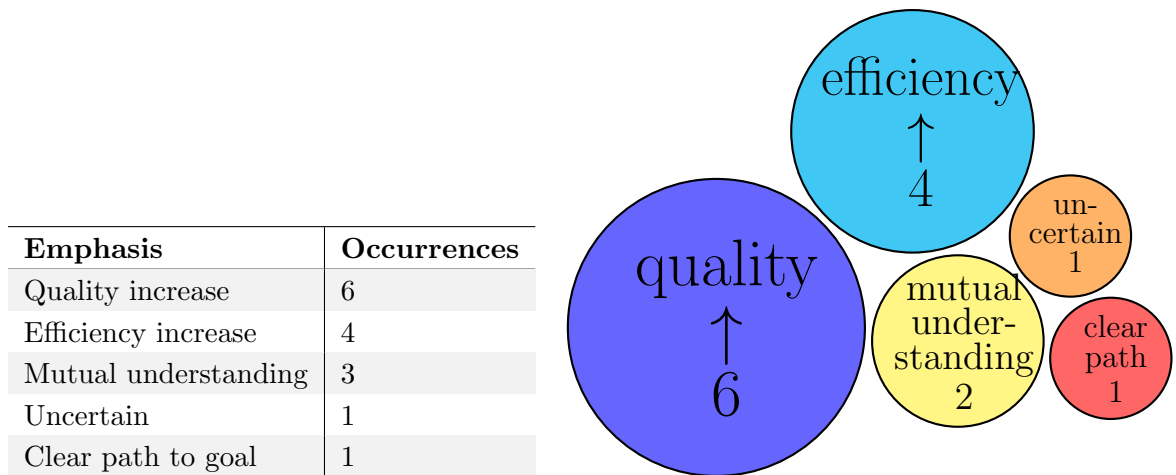 Emphasis Occurrences
Quality increase 6
Efficiency increase 4
Mutual understanding 3
Uncertain 1
Clear path to goal 1
efficiency
↑
4
quality
↑
6
un-
certain
1
mutual
under-
standing
2
clear
path
1